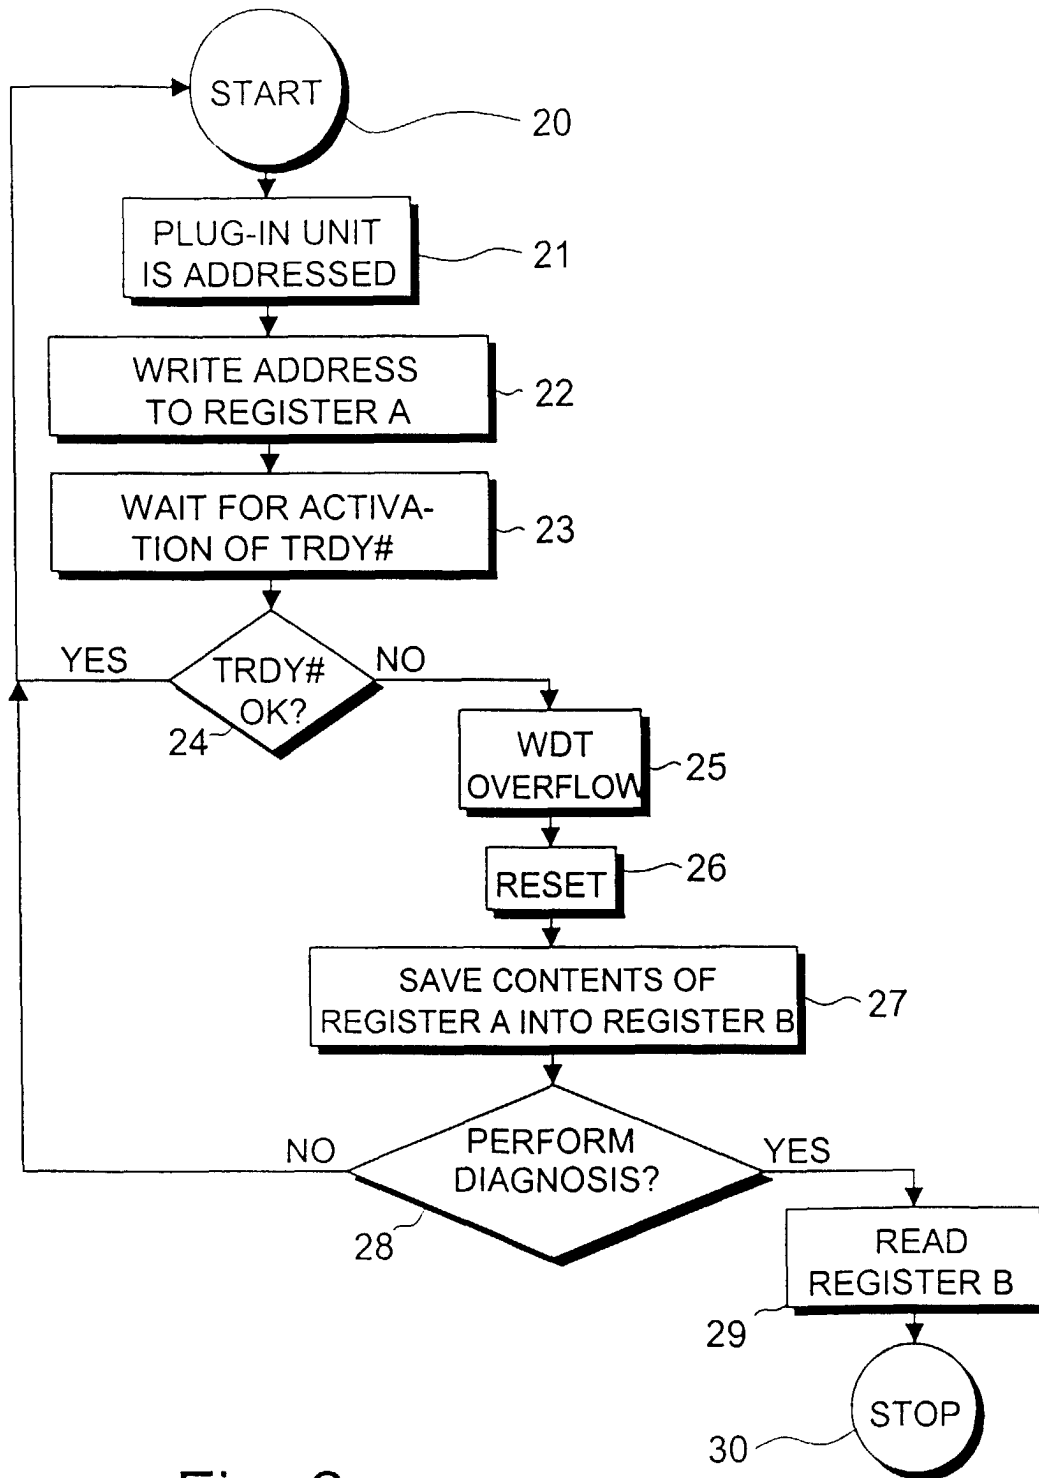 START
20
PLUG-IN UNIT
IS ADDRESSED
21
WRITE ADDRESS
TO REGISTER A
22
WAIT FOR ACTIVA-
TION OF TRDY#
23
YES
TRDY#
OK?
NO
24
WDT
OVERFLOW
25
RESET
26
SAVE CONTENTS OF
REGISTER A INTO REGISTER B
27
NO
PERFORM
DIAGNOSIS?
YES
28
READ
REGISTER B
29
STOP
30